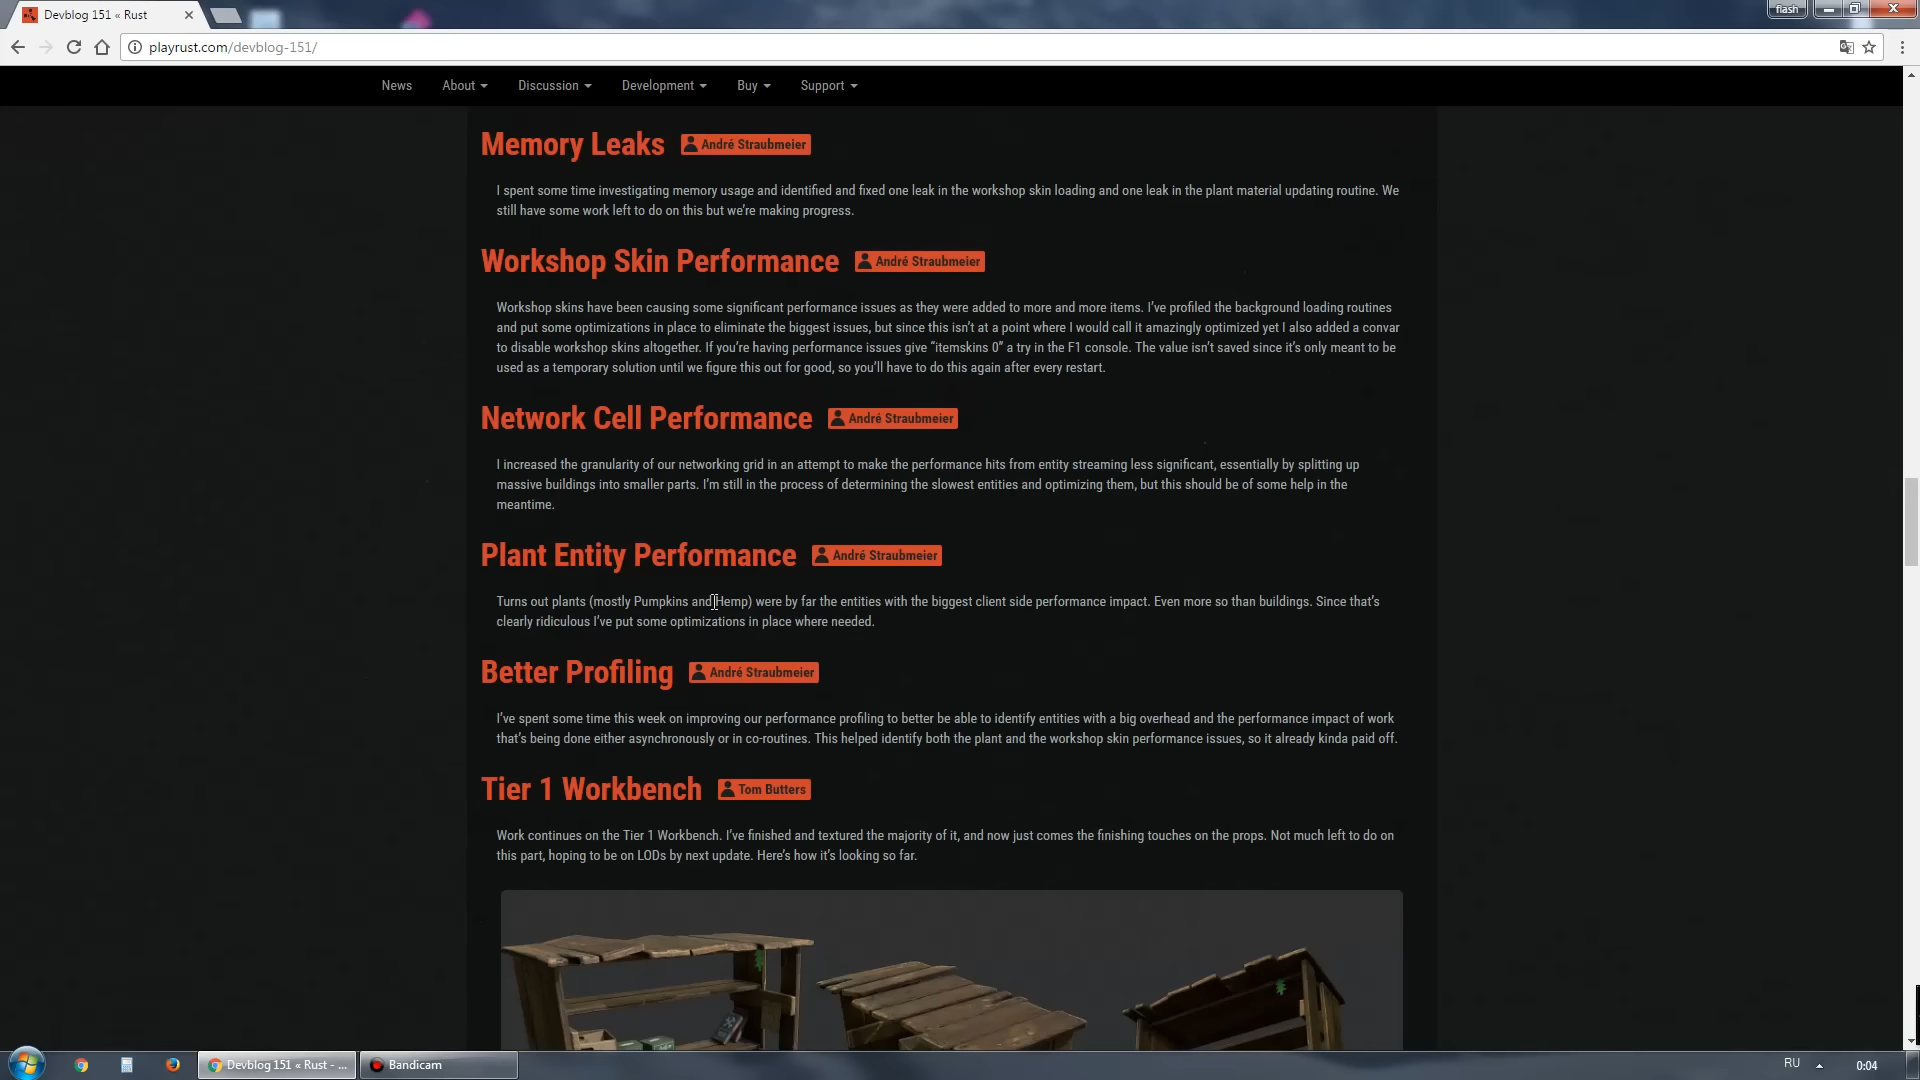 Devblog 151 « Rust
flash
playrust.com/devblog-151/
News About Discussion Development Buy Support
Memory Leaks André Straubmeier
I spent some time investigating memory usage and identified and fixed one leak in the workshop skin loading and one leak in the plant material updating routine. We
still have some work left to do on this but we’re making progress.
Workshop Skin Performance André Straubmeier
Workshop skins have been causing some significant performance issues as they were added to more and more items. I’ve profiled the background loading routines
and put some optimizations in place to eliminate the biggest issues, but since this isn’t at a point where I would call it amazingly optimized yet I also added a convar
to disable workshop skins altogether. If you’re having performance issues give “itemskins 0” a try in the F1 console. The value isn’t saved since it’s only meant to be
used as a temporary solution until we figure this out for good, so you’ll have to do this again after every restart.
Network Cell Performance André Straubmeier
I increased the granularity of our networking grid in an attempt to make the performance hits from entity streaming less significant, essentially by splitting up
massive buildings into smaller parts. I’m still in the process of determining the slowest entities and optimizing them, but this should be of some help in the
meantime.
Plant Entity Performance André Straubmeier
Turns out plants (mostly Pumpkins and Hemp) were by far the entities with the biggest client side performance impact. Even more so than buildings. Since that’s
clearly ridiculous I’ve put some optimizations in place where needed.
Better Profiling André Straubmeier
I’ve spent some time this week on improving our performance profiling to better be able to identify entities with a big overhead and the performance impact of work
that’s being done either asynchronously or in co-routines. This helped identify both the plant and the workshop skin performance issues, so it already kinda paid off.
Tier 1 Workbench Tom Butters
Work continues on the Tier 1 Workbench. I’ve finished and textured the majority of it, and now just comes the finishing touches on the props. Not much left to do on
this part, hoping to be on LODs by next update. Here’s how it’s looking so far.
Devblog 151 « Rust - ... Bandicam RU 0:04